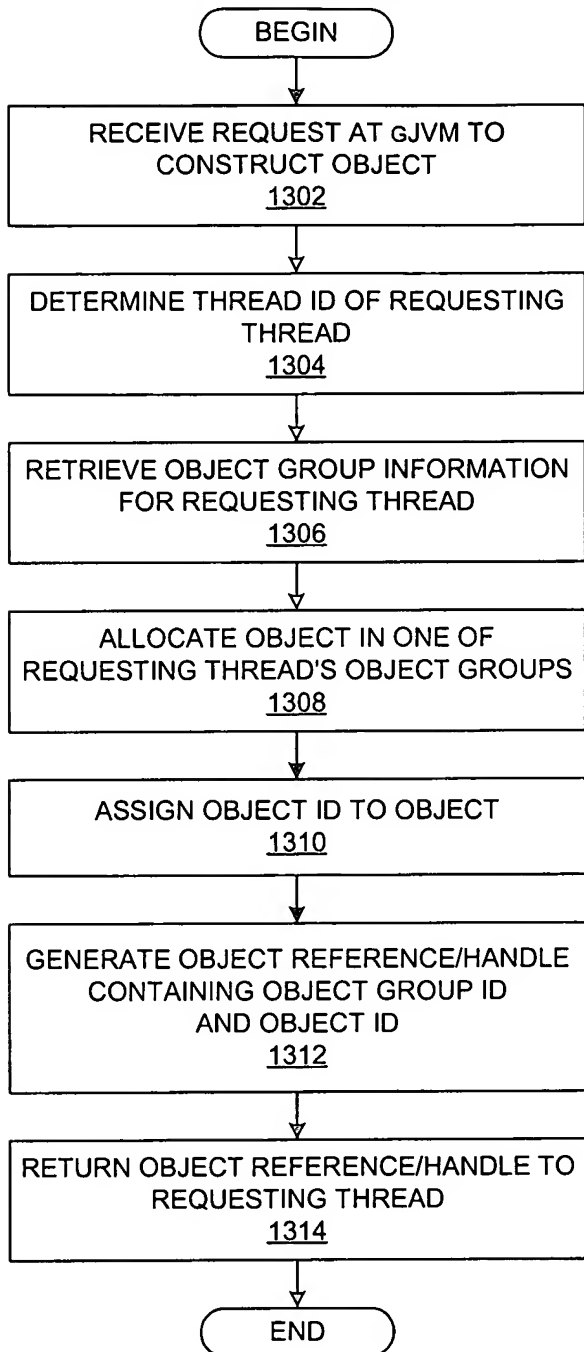 BEGIN
RECEIVE REQUEST AT GJVM TO
CONSTRUCT OBJECT
1302
DETERMINE THREAD ID OF REQUESTING
THREAD
1304
RETRIEVE OBJECT GROUP INFORMATION
FOR REQUESTING THREAD
1306
ALLOCATE OBJECT IN ONE OF
REQUESTING THREAD'S OBJECT GROUPS
1308
ASSIGN OBJECT ID TO OBJECT
1310
GENERATE OBJECT REFERENCE/HANDLE
CONTAINING OBJECT GROUP ID
AND OBJECT ID
1312
RETURN OBJECT REFERENCE/HANDLE TO
REQUESTING THREAD
1314
END